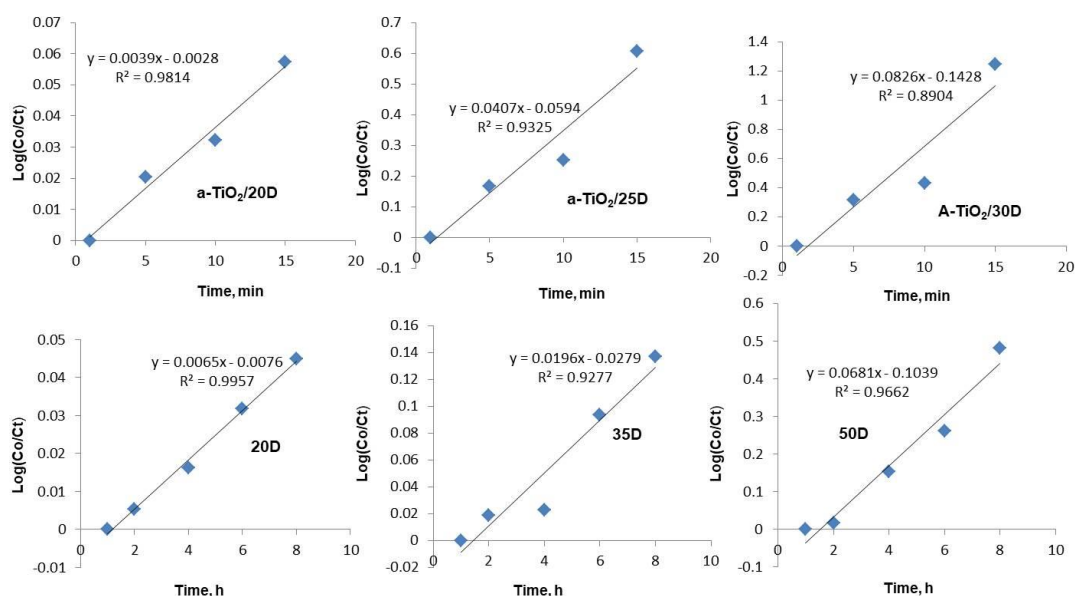 0.07
0.06
0.05
0.04
0.03
0.02
0.01
0
Log(Co/Ct)
y = 0.0039x - 0.0028
R² = 0.9814
a-TiO₂/20D
0 5 10 15 20
Time, min
0.7
0.6
0.5
0.4
0.3
0.2
0.1
0
-0.1
Log(Co/Ct)
y = 0.0407x - 0.0594
R² = 0.9325
a-TiO₂/25D
0 5 10 15 20
Time, min
1.4
1.2
1
0.8
0.6
0.4
0.2
0
-0.2
Log(Co/Ct)
y = 0.0826x - 0.1428
R² = 0.8904
A-TiO₂/30D
0 5 10 15 20
Time, min
0.05
0.04
0.03
0.02
0.01
0
-0.01
Log(Co/Ct)
y = 0.0065x - 0.0076
R² = 0.9957
20D
0 2 4 6 8 10
Time, h
0.16
0.14
0.12
0.1
0.08
0.06
0.04
0.02
0
-0.02
Log(Co/Ct)
y = 0.0196x - 0.0279
R² = 0.9277
35D
0 2 4 6 8 10
Time, h
0.6
0.5
0.4
0.3
0.2
0.1
0
-0.1
Log(Co/Ct)
y = 0.0681x - 0.1039
R² = 0.9662
50D
0 2 4 6 8 10
Time, h